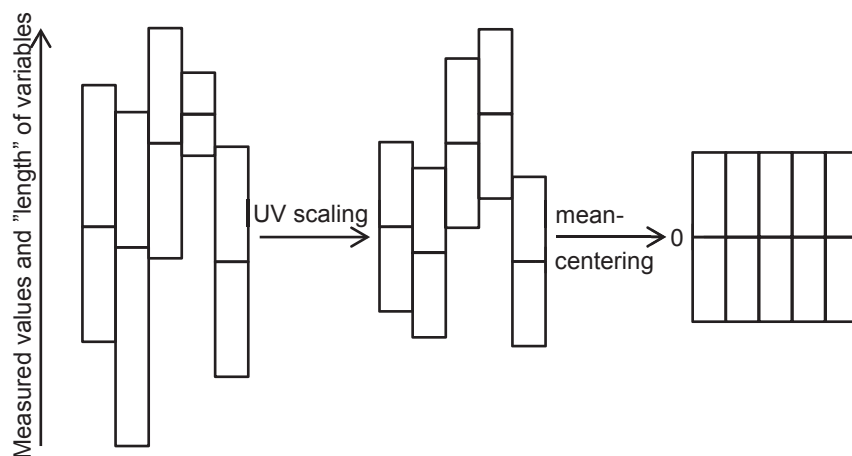 Measured values and ”length” of variables
UV scaling
mean-
centering
0